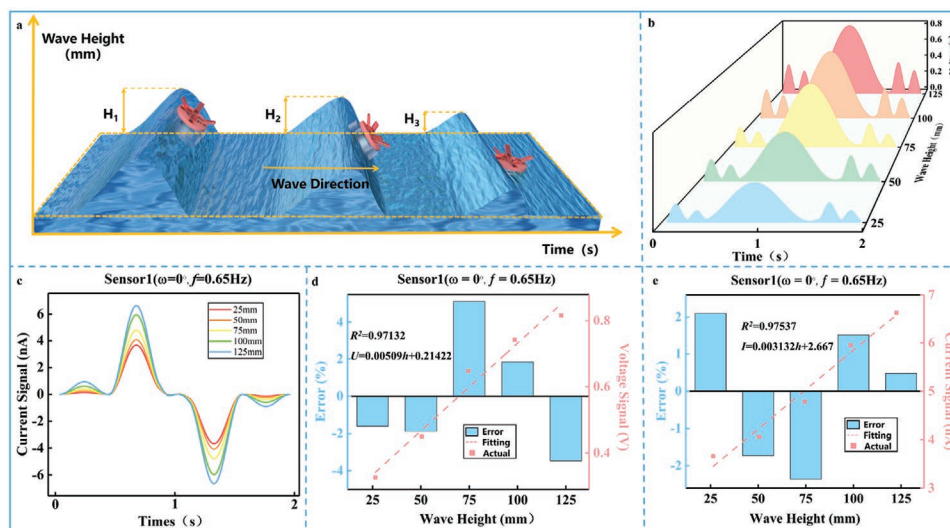 a
Wave Height
(mm)
H1
H2
H3
Wave Direction
Time (s)
b
0.8
0.4
0.2
0.0
125
100
75
50
25
Wave Height (mm)
0
1
2
Time (s)
c
Sensor1(ω=0°, f=0.65Hz)
Current Signal (nA)
6
4
2
0
-2
-4
-6
25mm
50mm
75mm
100mm
125mm
0
1
2
Times (s)
d
Sensor1(ω = 0°, f = 0.65Hz)
Error (%)
4
2
0
-2
-4
R²=0.97132
U=0.00509h+0.21422
Error
Fitting
Actual
0.8
0.6
0.4
Voltage Signal (V)
25
50
75
100
125
Wave Height (mm)
e
Sensor1(ω = 0°, f = 0.65Hz)
Error (%)
2
1
0
-1
-2
R²=0.97537
I=0.003132h+2.667
Error
Fitting
Actual
7
6
5
4
3
Current Signal (nA)
25
50
75
100
125
Wave Height (mm)